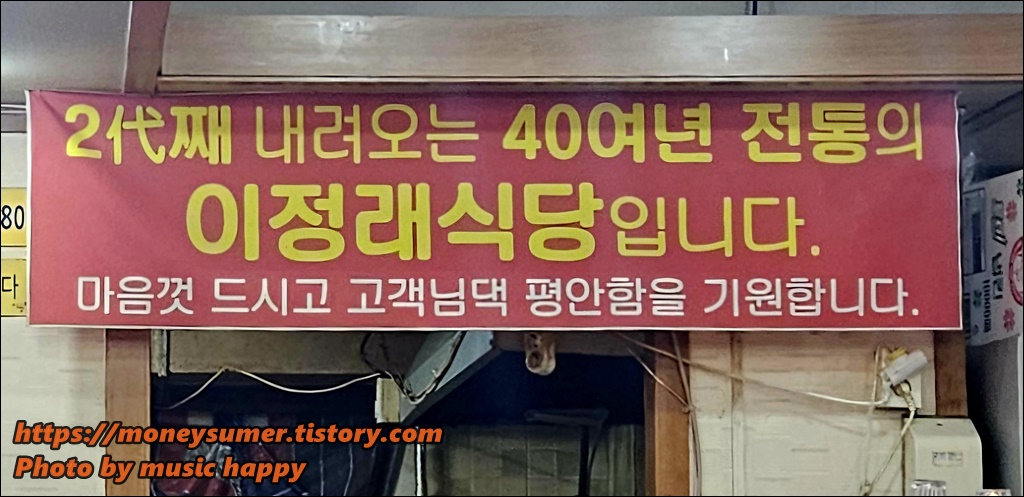 2代째 내려오는 40여년 전통의
이정래식당입니다.
마음껏 드시고 고객님댁 평안함을 기원합니다.
80
다
https://moneysumer.tistory.com
Photo by music happy